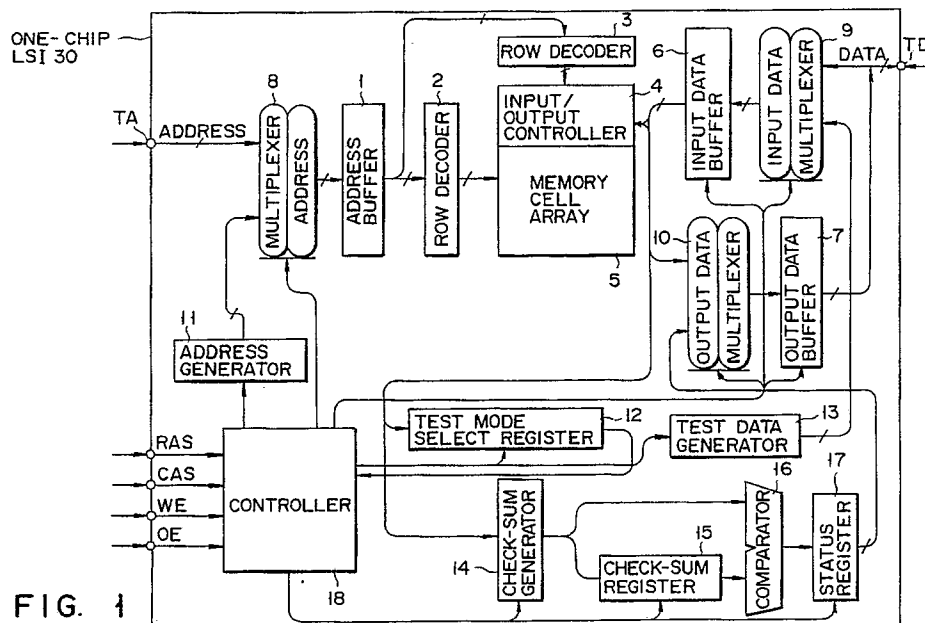 ONE-CHIP
LSI 30
TA
ADDRESS
8
MULTIPLEXER
ADDRESS
1
ADDRESS
BUFFER
2
ROW DECODER
3
ROW DECODER
4
INPUT/
OUTPUT
CONTROLLER
MEMORY
CELL
ARRAY
5
6
INPUT DATA
BUFFER
9
INPUT DATA
MULTIPLEXER
DATA
TD
10
OUTPUT DATA
MULTIPLEXER
7
OUTPUT DATA
BUFFER
11
ADDRESS
GENERATOR
12
TEST MODE
SELECT REGISTER
13
TEST DATA
GENERATOR
RAS
CAS
WE
OE
CONTROLLER
18
14
CHECK-SUM
GENERATOR
15
CHECK-SUM
REGISTER
16
COMPARATOR
17
STATUS
REGISTER
FIG. 1